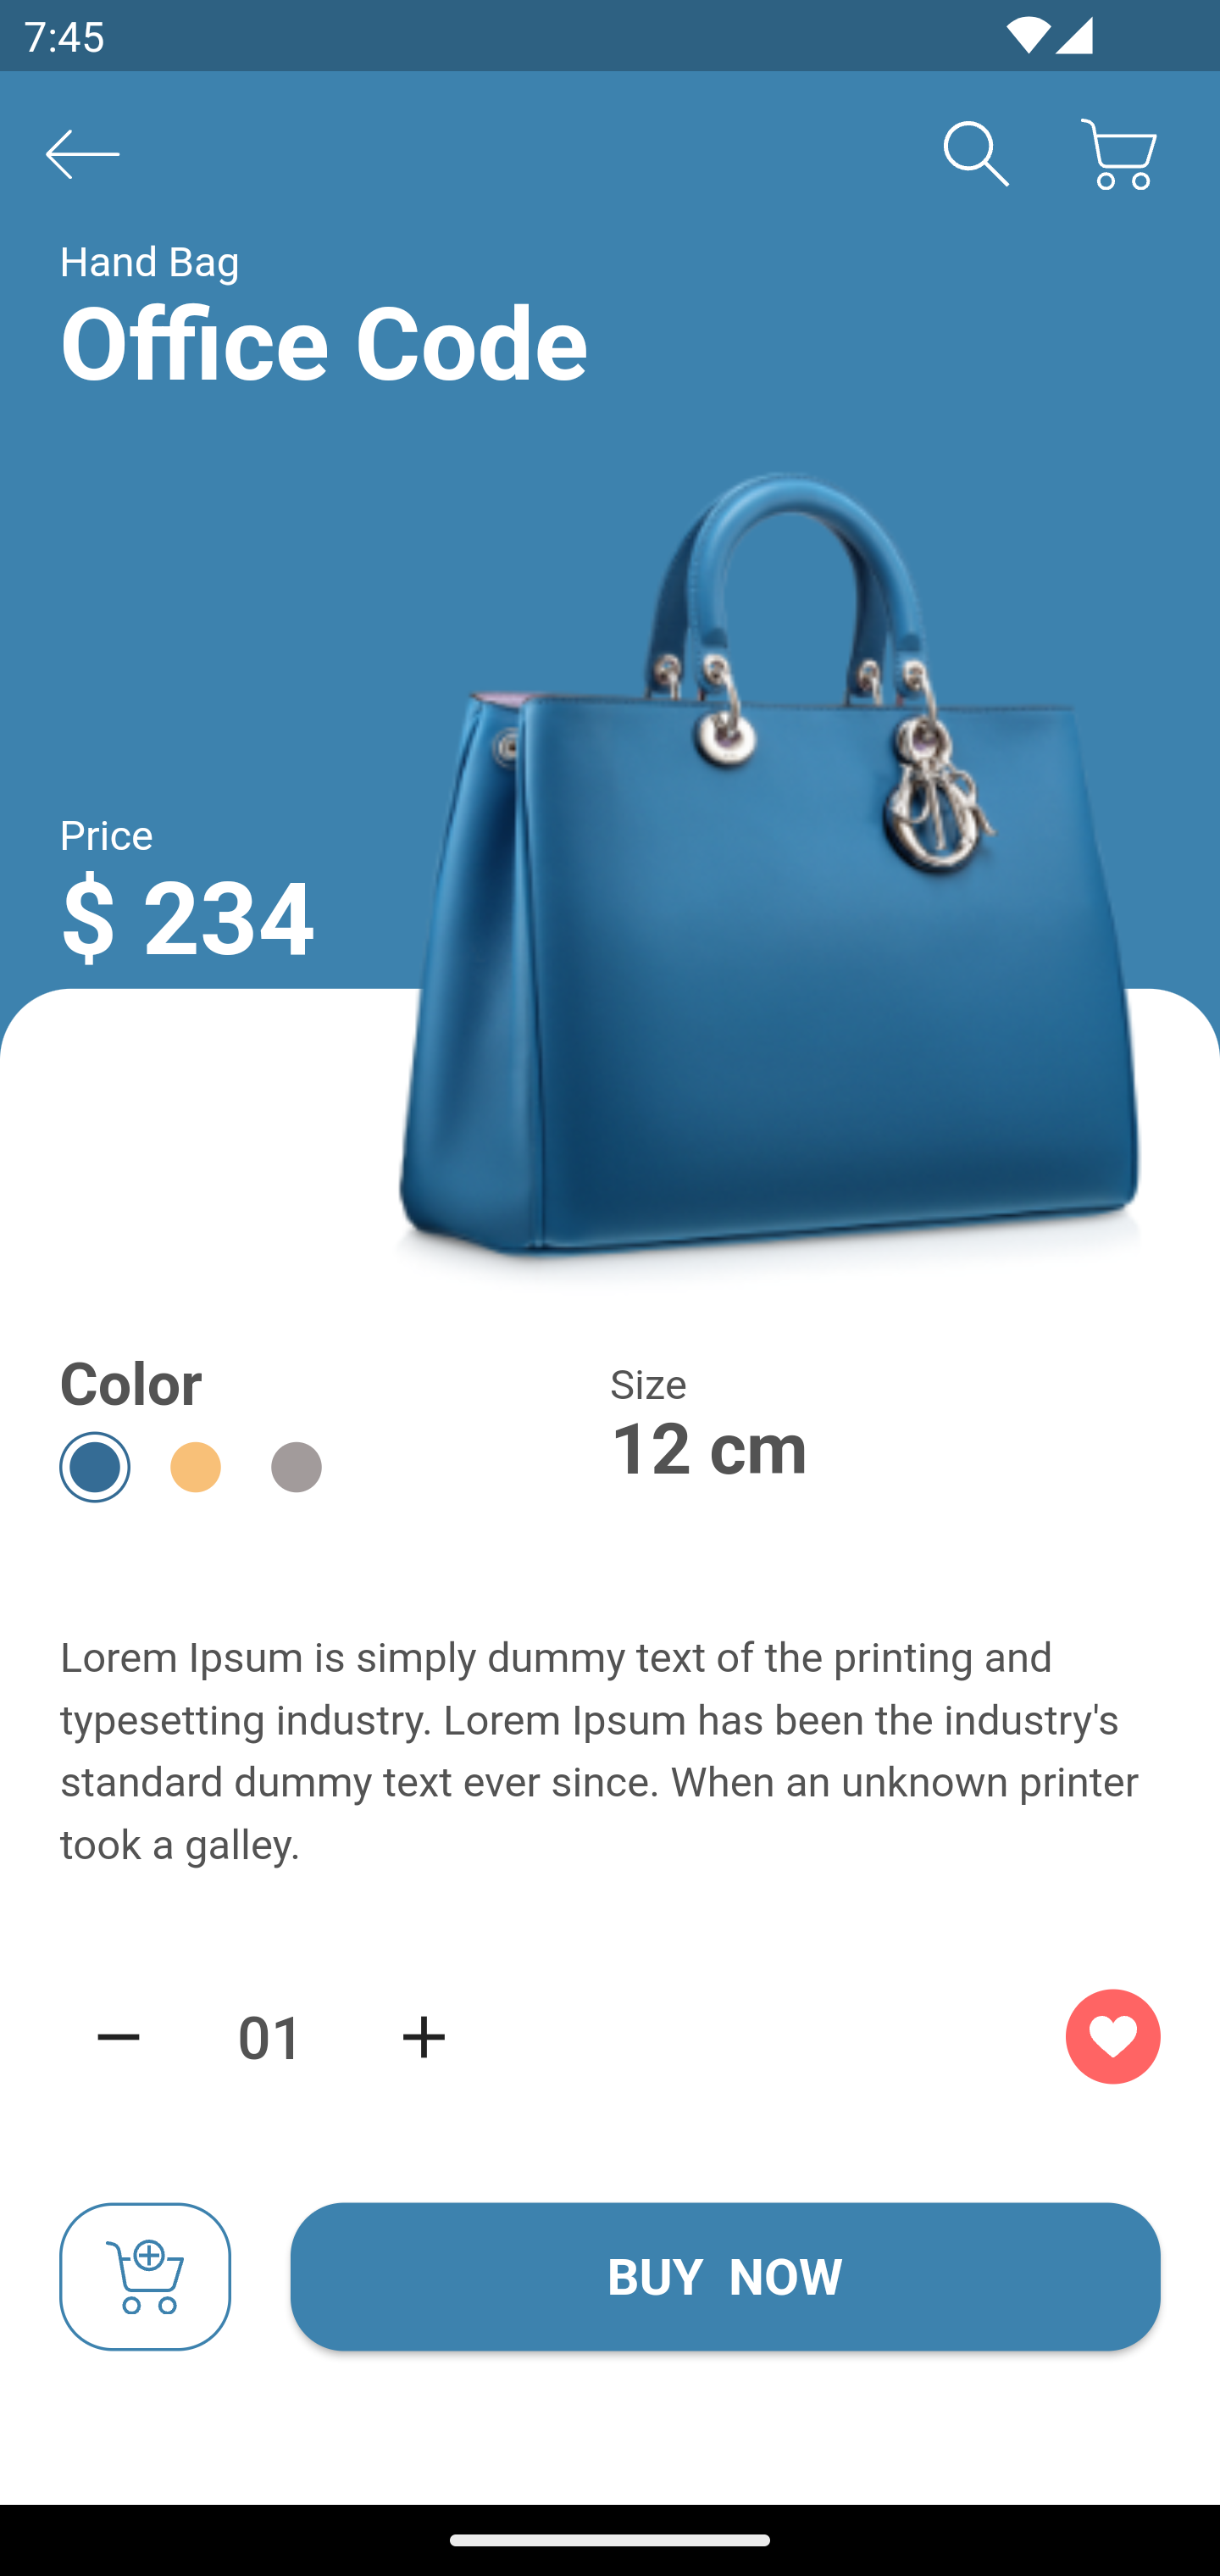 7:45
Hand Bag
Office Code
Price
$ 234
Color
Size
12 cm
Lorem Ipsum is simply dummy text of the printing and
typesetting industry. Lorem Ipsum has been the industry's
standard dummy text ever since. When an unknown printer
took a galley.
01
BUY NOW